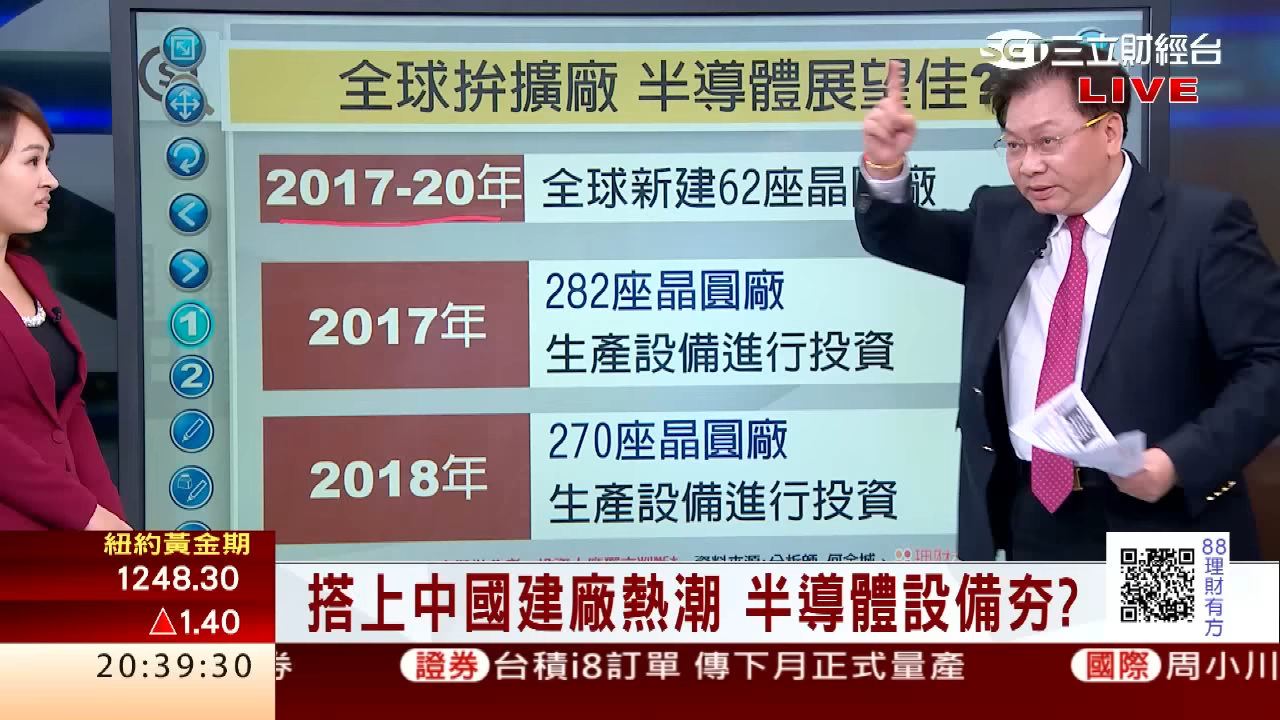 SET三立財經台
LIVE
全球拚擴廠 半導體展望佳?
2017-20年
全球新建62座晶圓廠
2017年
282座晶圓廠
生產設備進行投資
2018年
270座晶圓廠
生產設備進行投資
1
2
紐約黃金期
1248.30
△1.40
搭上中國建廠熱潮 半導體設備夯?
88理財有方
20:39:30
券
證券 台積i8訂單 傳下月正式量產
國際 周小川